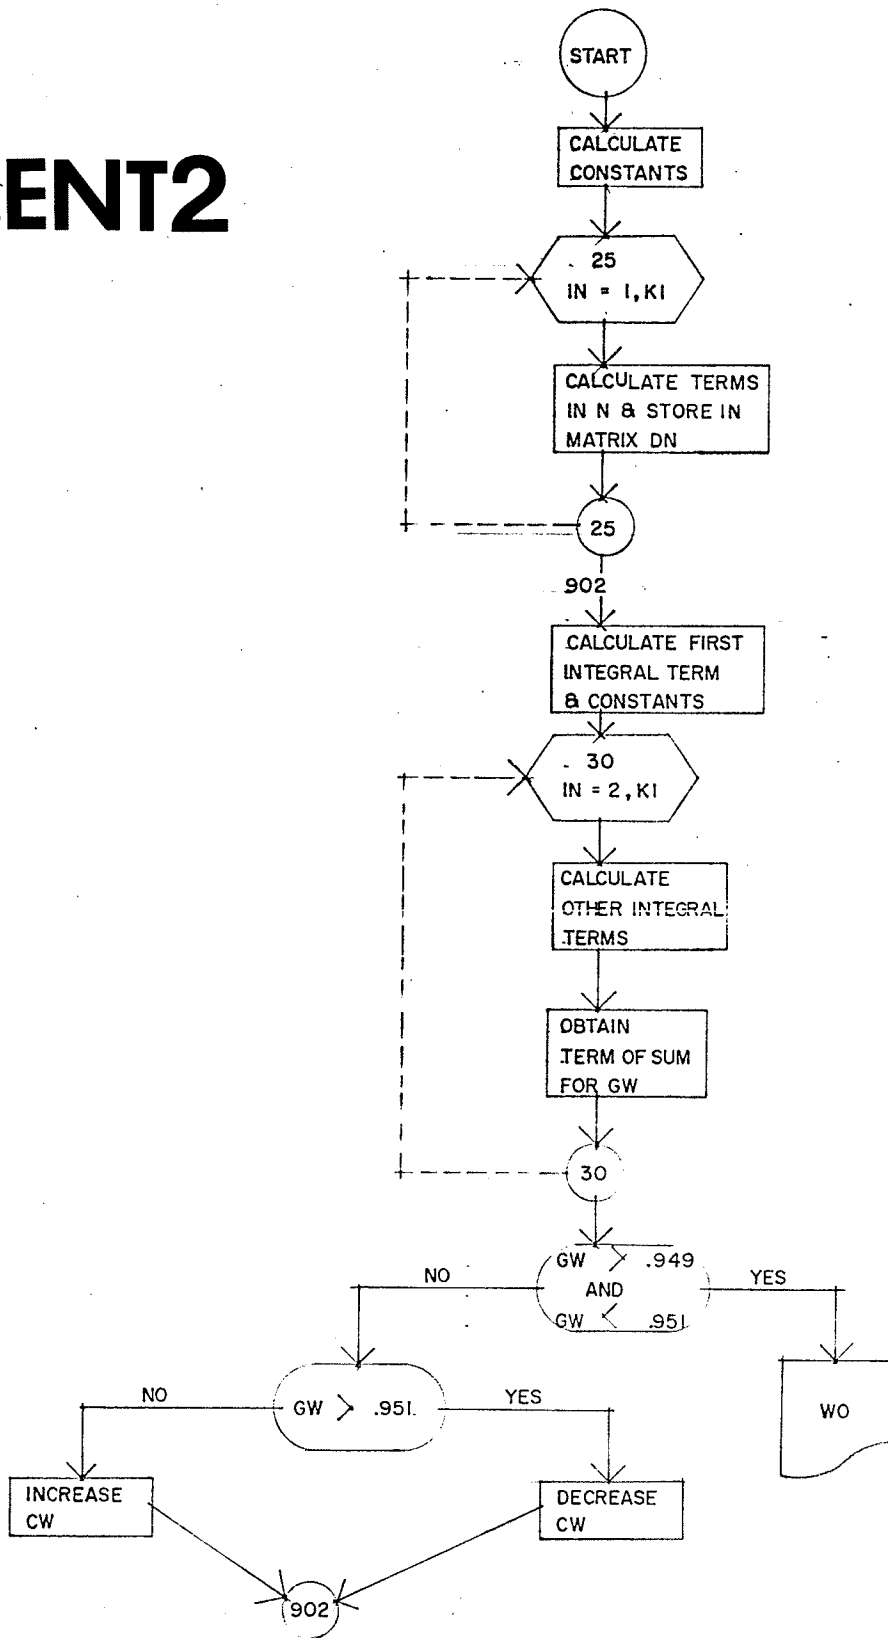 ENT2
START
CALCULATE
CONSTANTS
25
IN = 1, K1
CALCULATE TERMS
IN N & STORE IN
MATRIX DN
25
902
CALCULATE FIRST
INTEGRAL TERM
& CONSTANTS
30
IN = 2, K1
CALCULATE
OTHER INTEGRAL
TERMS
OBTAIN
TERM OF SUM
FOR GW
30
GW > .949
AND
GW < .951
NO
YES
GW > .951
NO
YES
WO
INCREASE
CW
DECREASE
CW
902